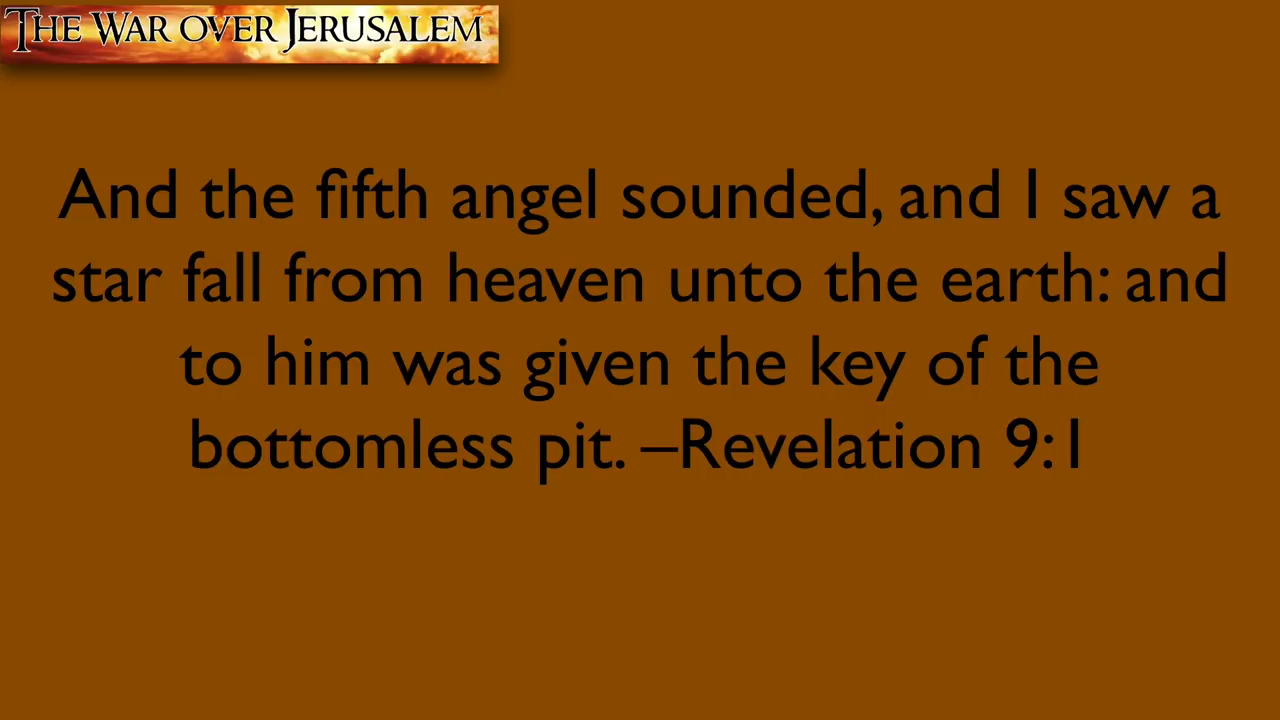 The War over Jerusalem
And the fifth angel sounded, and I saw a
star fall from heaven unto the earth: and
to him was given the key of the
bottomless pit. –Revelation 9:1